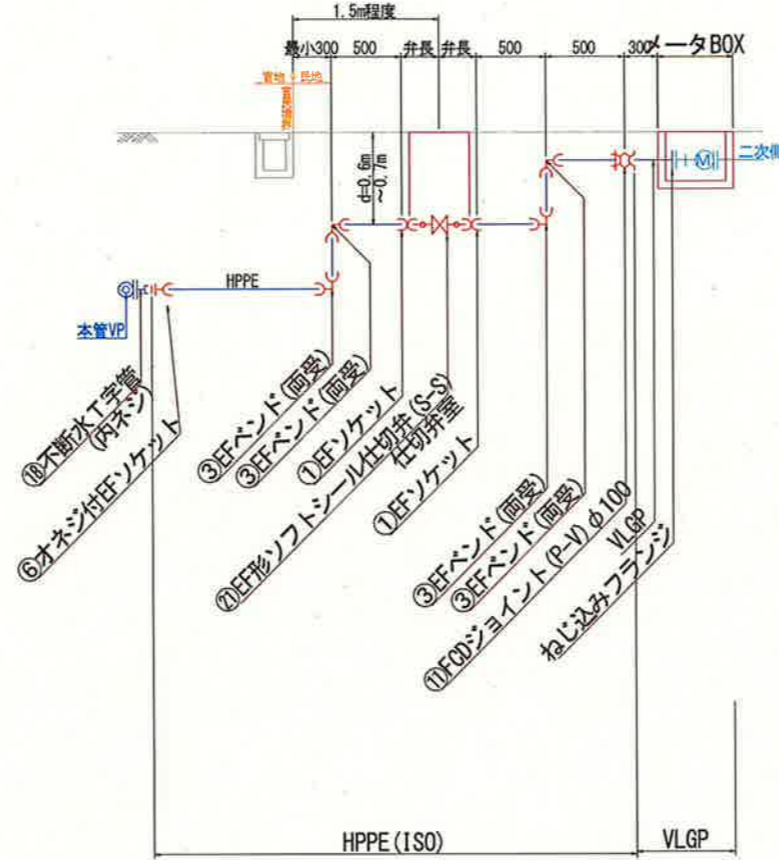 1.5m程度
最小300 500 弁長 弁長 500 500 300 メータBOX
官地 民地
d=0.6m
~0.7m
M
二次側
HPPE
本管VP
⑱不断水T字管
(内ネジ)
⑥オネジ付EFソケット
③EFベンド(両受)
③EFベンド(両受)
①EFソケット
㉑EF形ソフトシール仕切弁(S-S)
仕切弁室
①EFソケット
③EFベンド(両受)
③EFベンド(両受)
⑪FCDジョイント(P-V)φ100
VLGP
ねじ込みフランジ
HPPE(ISO)
VLGP